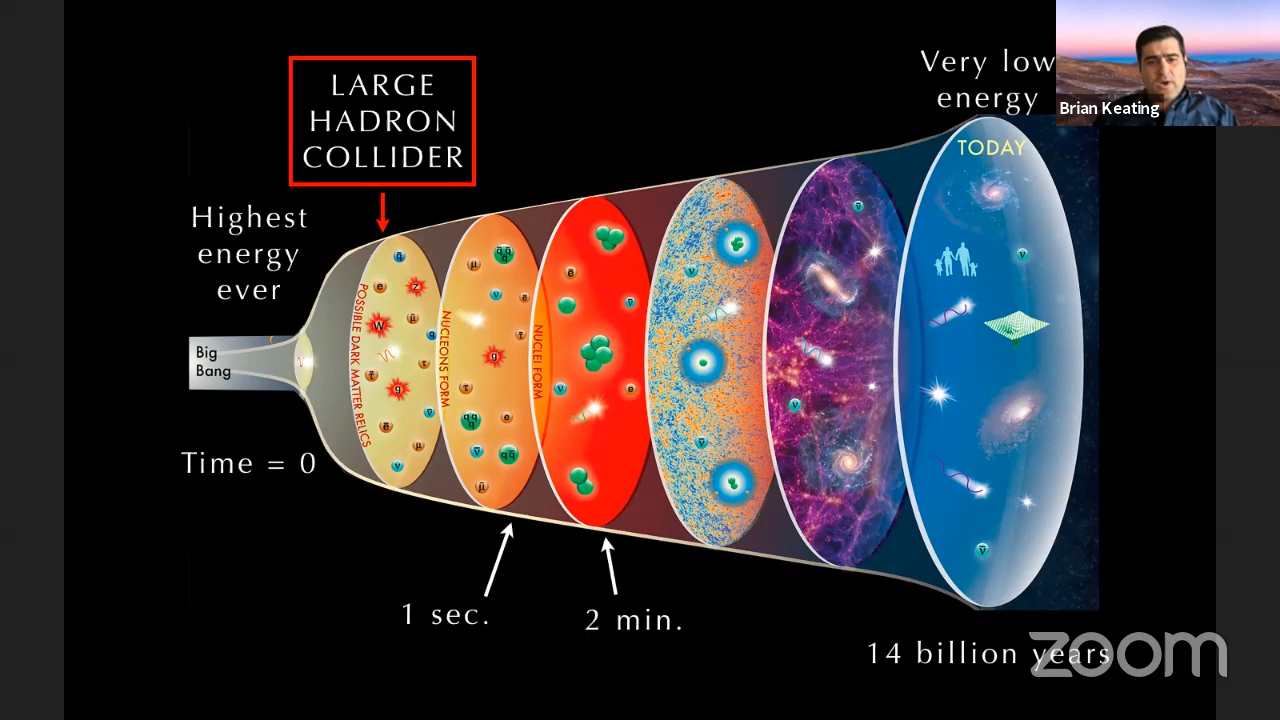 LARGE
HADRON
COLLIDER
Very low
energy
Brian Keating
TODAY
Highest
energy
ever
Big
Bang
Time = 0
POSSIBLE DARK MATTER RELICS
NUCLEONS FORM
NUCLEI FORM
1 sec.
2 min.
14 billion years
zoom